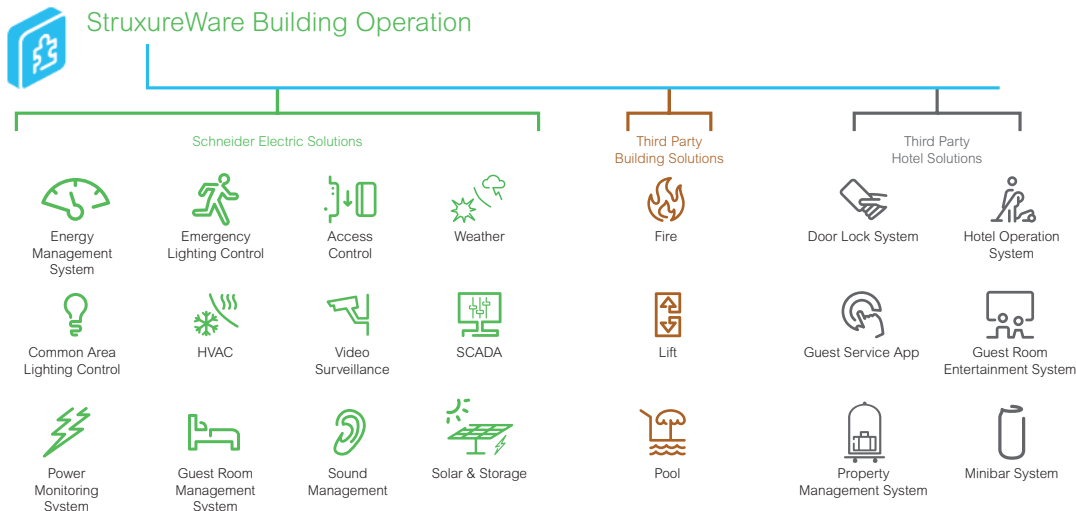 StruxureWare Building Operation
Schneider Electric Solutions
Third Party
Building Solutions
Third Party
Hotel Solutions
Energy
Management
System
Emergency
Lighting Control
Access
Control
Weather
Fire
Door Lock System
Hotel Operation
System
Common Area
Lighting Control
HVAC
Video
Surveillance
SCADA
Lift
Guest Service App
Guest Room
Entertainment System
Power
Monitoring
System
Guest Room
Management
System
Sound
Management
Solar & Storage
Pool
Property
Management System
Minibar System